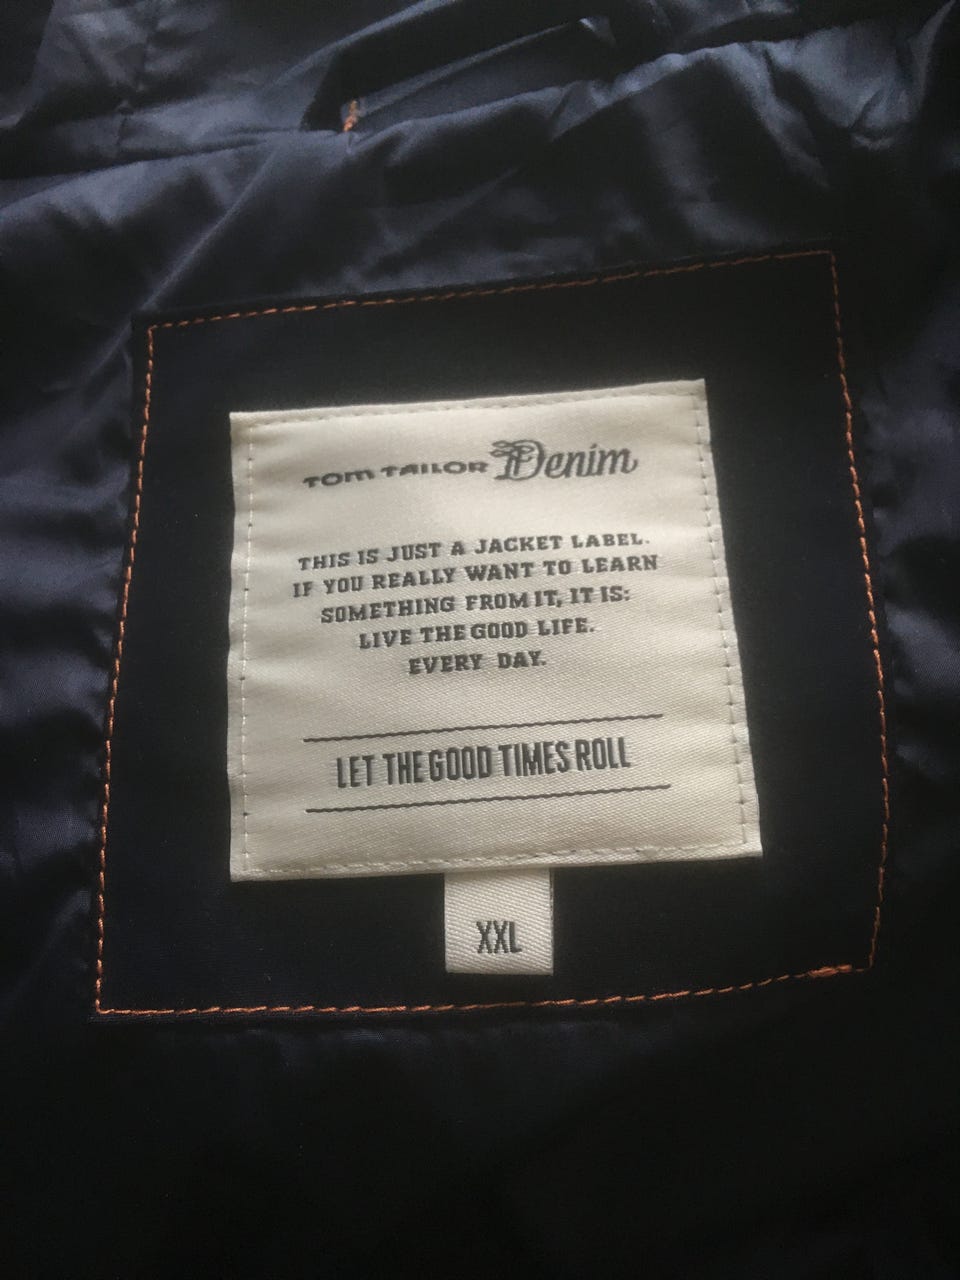 TOM TAILOR Denim
THIS IS JUST A JACKET LABEL.
IF YOU REALLY WANT TO LEARN
SOMETHING FROM IT, IT IS:
LIVE THE GOOD LIFE.
EVERY DAY.
LET THE GOOD TIMES ROLL
XXL